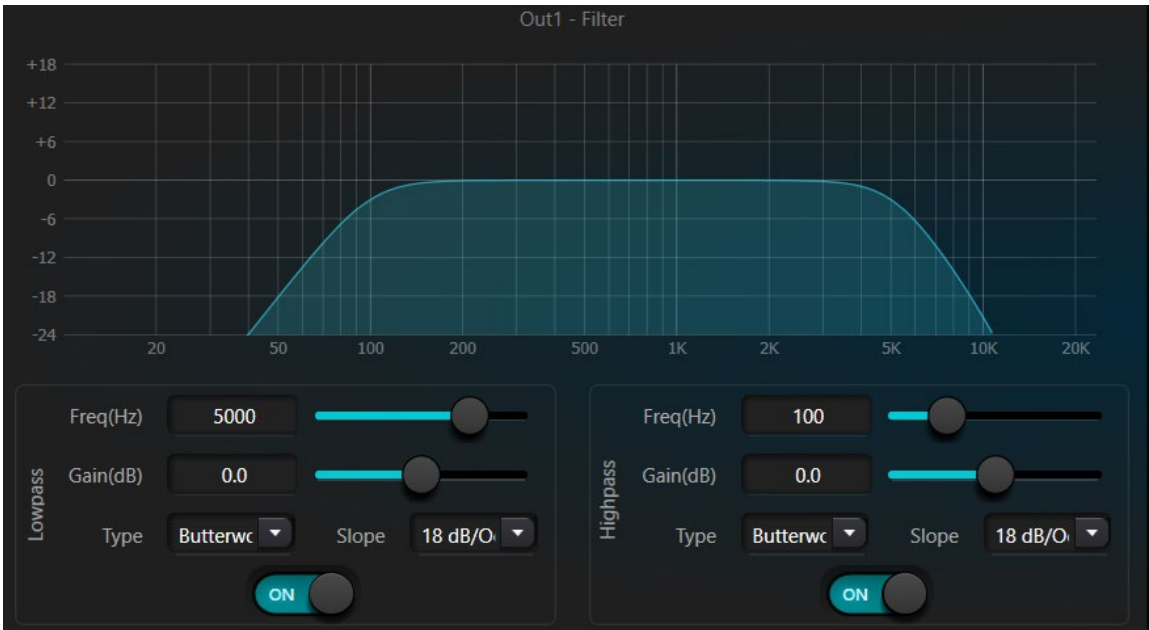 Out1 - Filter
+18
+12
+6
0
-6
-12
-18
-24
20 50 100 200 500 1K 2K 5K 10K 20K
Lowpass
Freq(Hz) 5000
Gain(dB) 0.0
Type Butterwc Slope 18 dB/O
ON
Highpass
Freq(Hz) 100
Gain(dB) 0.0
Type Butterwc Slope 18 dB/O
ON